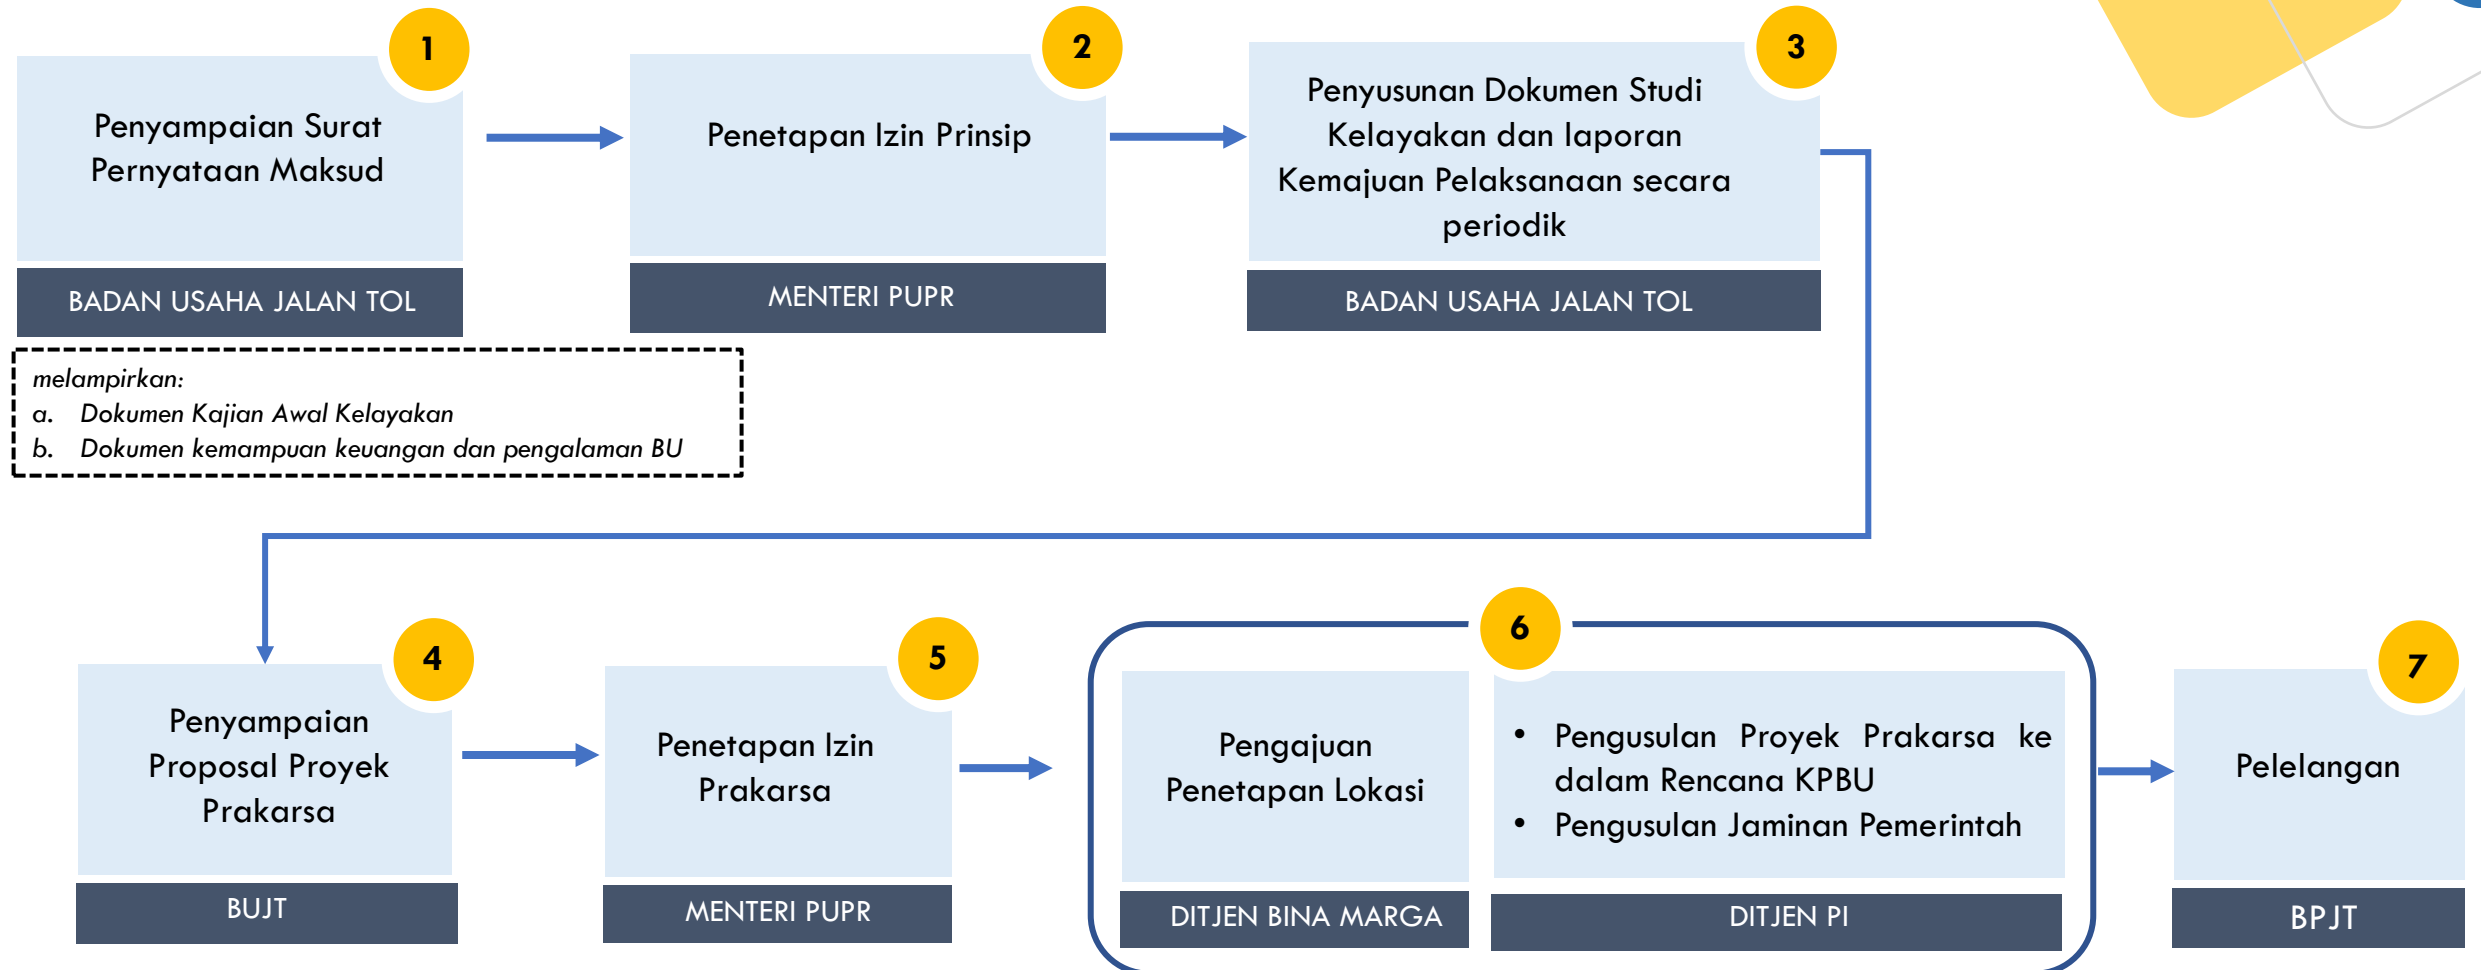 1
Penyampaian Surat
Pernyataan Maksud
BADAN USAHA JALAN TOL
melampirkan:
a. Dokumen Kajian Awal Kelayakan
b. Dokumen kemampuan keuangan dan pengalaman BU
2
Penetapan Izin Prinsip
MENTERI PUPR
3
Penyusunan Dokumen Studi
Kelayakan dan laporan
Kemajuan Pelaksanaan secara
periodik
BADAN USAHA JALAN TOL
4
Penyampaian
Proposal Proyek
Prakarsa
BUJT
5
Penetapan Izin
Prakarsa
MENTERI PUPR
6
Pengajuan
Penetapan Lokasi
DITJEN BINA MARGA
• Pengusulan Proyek Prakarsa ke
dalam Rencana KPBU
• Pengusulan Jaminan Pemerintah
DITJEN PI
7
Pelelangan
BPJT